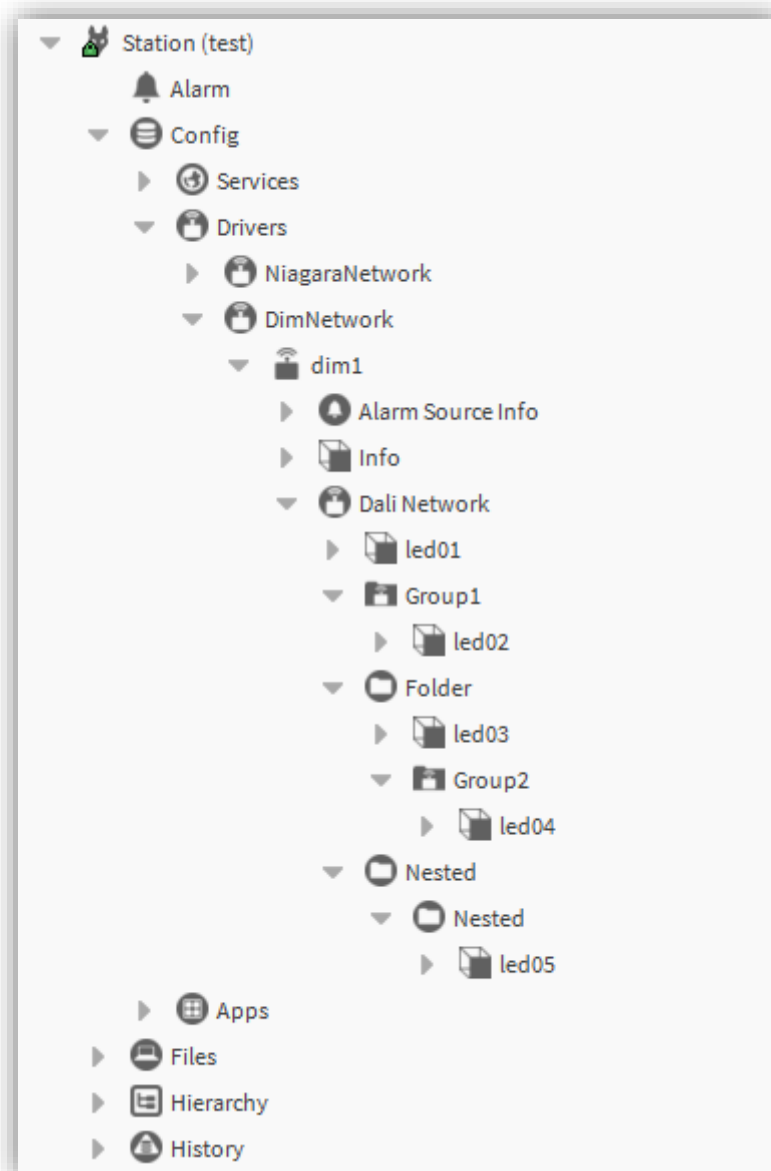 Station (test)
Alarm
Config
Services
Drivers
NiagaraNetwork
DimNetwork
dim1
Alarm Source Info
Info
Dali Network
led01
Group1
led02
Folder
led03
Group2
led04
Nested
Nested
led05
Apps
Files
Hierarchy
History